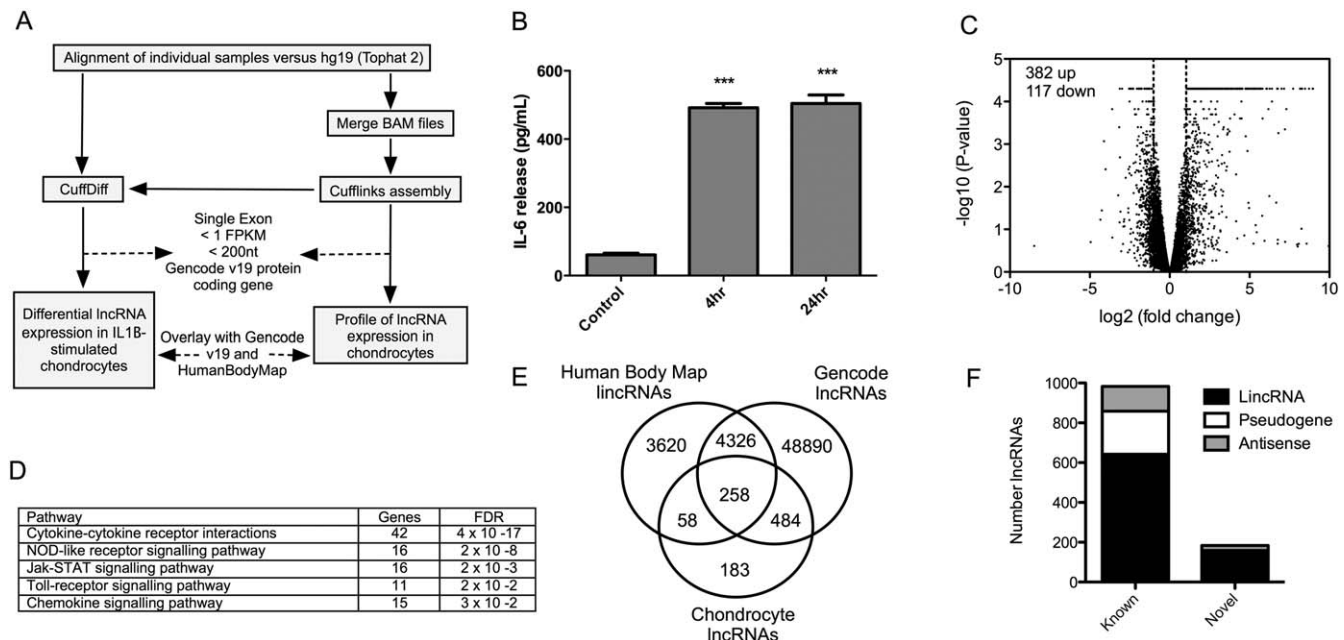 A
Alignment of individual samples versus hg19 (Tophat 2)
Merge BAM files
CuffDiff
Cufflinks assembly
Single Exon
< 1 FPKM
< 200nt
Gencode v19 protein
coding gene
Differential lncRNA
expression in IL1B-
stimulated
chondrocytes
Overlay with Gencode
v19 and
HumanBodyMap
Profile of lncRNA
expression in
chondrocytes
B
IL-6 release (pg/mL)
600
400
200
0
***
***
Control
4hr
24hr
C
382 up
117 down
-log10 (P-value)
5
4
3
2
1
0
-10
-5
0
5
10
log2 (fold change)
D
Pathway Genes FDR
Cytokine-cytokine receptor interactions 42 4 x 10 -17
NOD-like receptor signalling pathway 16 2 x 10 -8
Jak-STAT signalling pathway 16 2 x 10 -3
Toll-receptor signalling pathway 11 2 x 10 -2
Chemokine signalling pathway 15 3 x 10 -2
E
Human Body Map
lincRNAs
Gencode
lncRNAs
3620
4326
48890
258
58
484
183
Chondrocyte
lncRNAs
F
Number lncRNAs
1000
800
600
400
200
0
LincRNA
Pseudogene
Antisense
Known
Novel